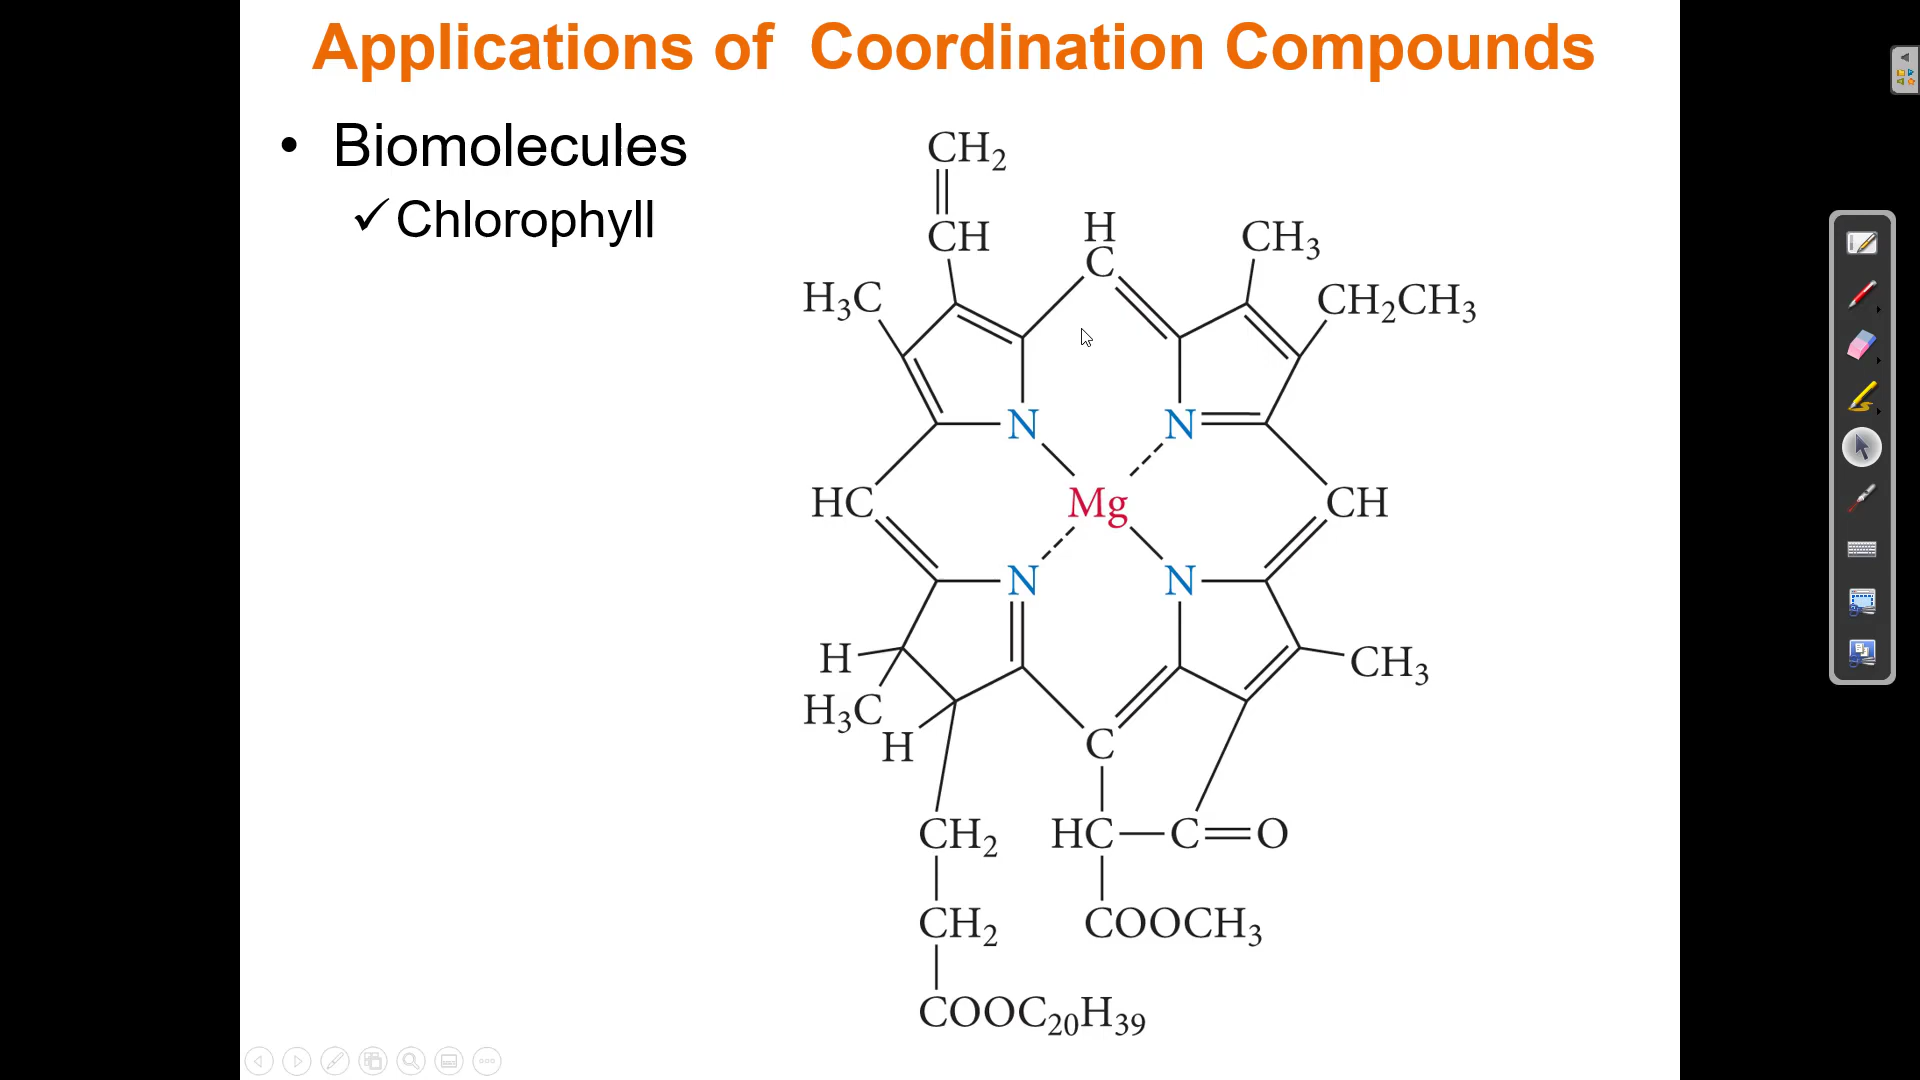 Applications of Coordination Compounds
• Biomolecules
✓Chlorophyll
CH₂
CH
H
C
CH₃
H₃C
CH₂CH₃
N
N
HC
Mg
CH
N
N
H
CH₃
H₃C
H
C
CH₂
HC
C
O
CH₂
COOCH₃
COOC₂₀H₃₉